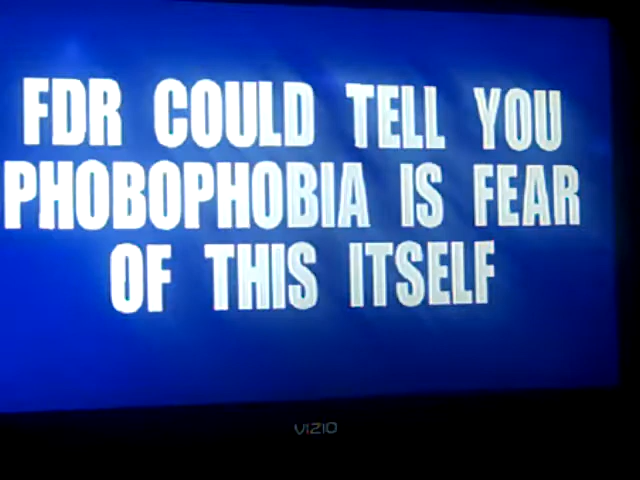 FDR COULD TELL YOU
PHOBOPHOBIA IS FEAR
OF THIS ITSELF
VIZIO